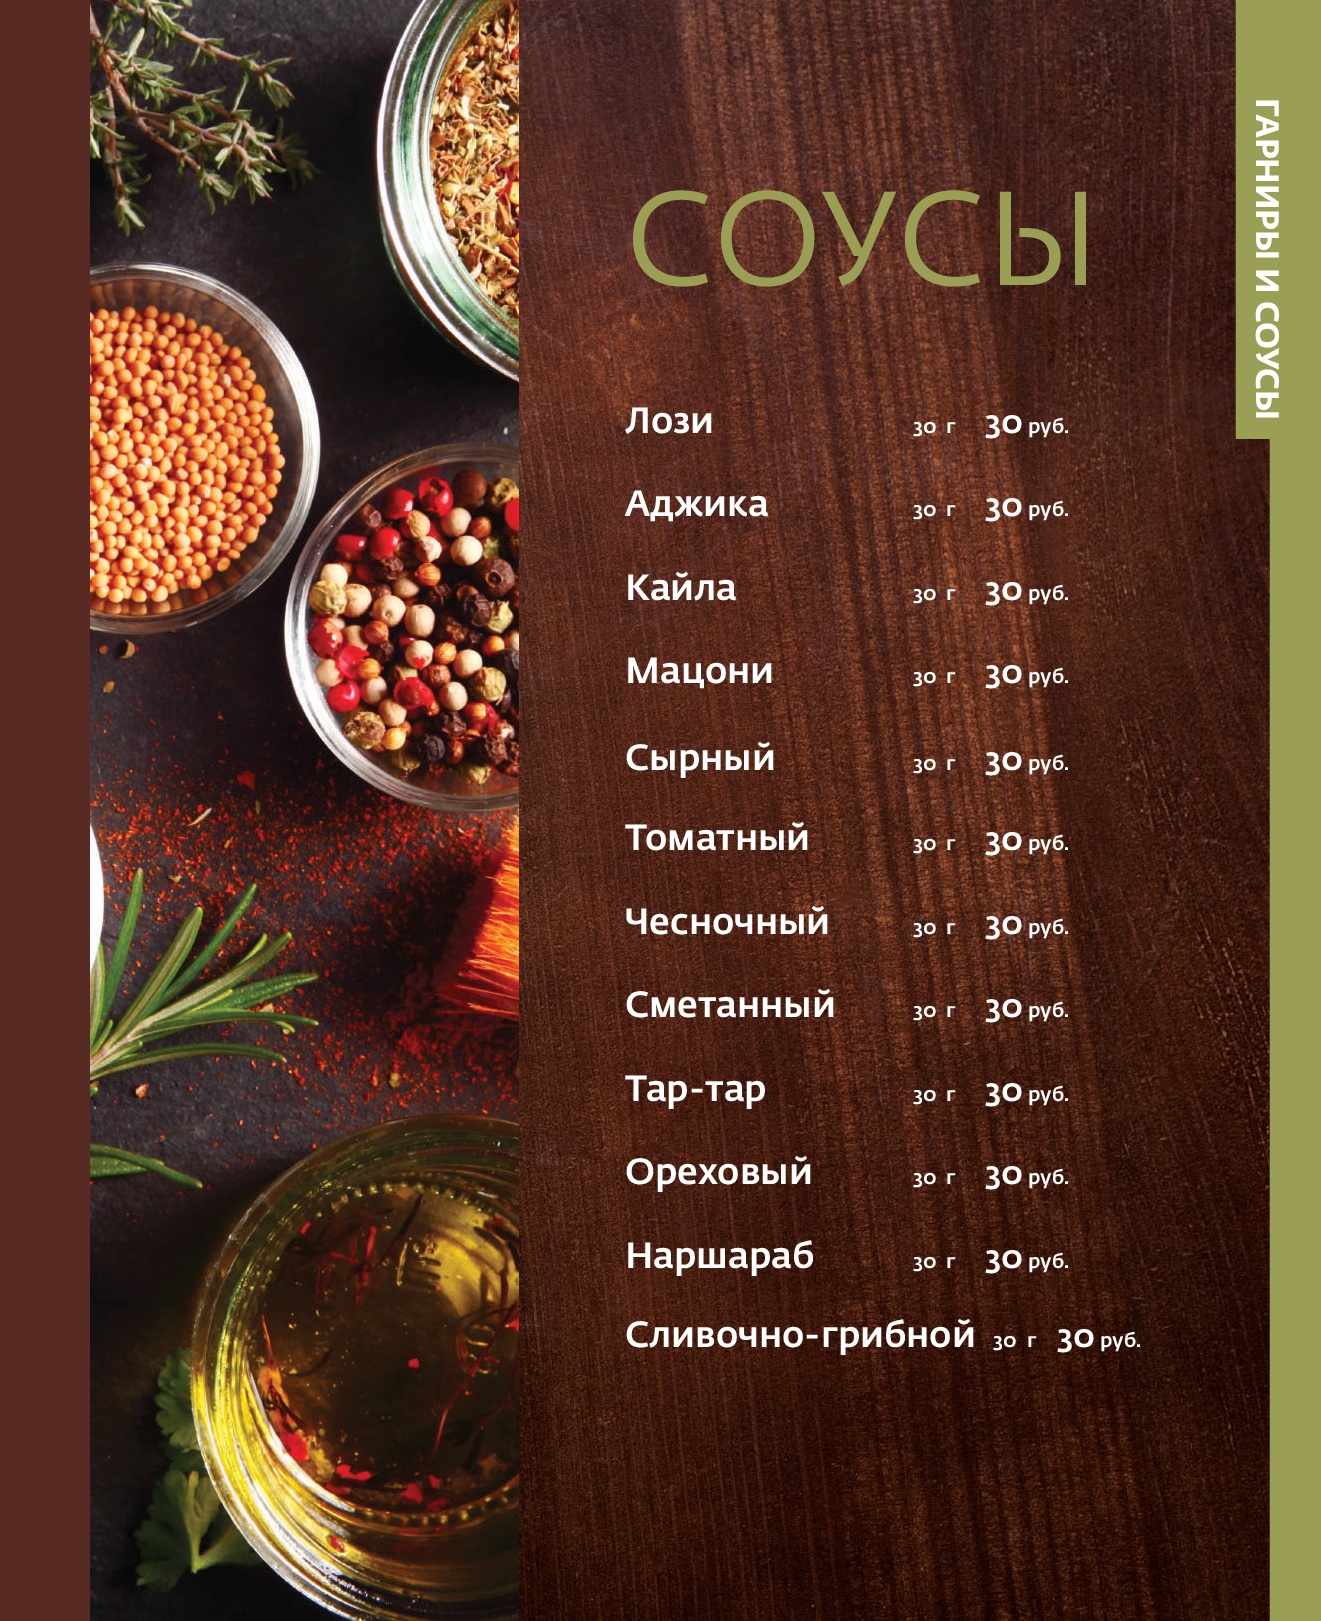 ГАРНИРЫ И СОУСЫ
СОУСЫ
Лози 30 г 30 руб.
Аджика 30 г 30 руб.
Кайла 30 г 30 руб.
Мацони 30 г 30 руб.
Сырный 30 г 30 руб.
Томатный 30 г 30 руб.
Чесночный 30 г 30 руб.
Сметанный 30 г 30 руб.
Тар-тар 30 г 30 руб.
Ореховый 30 г 30 руб.
Наршараб 30 г 30 руб.
Сливочно-грибной 30 г 30 руб.